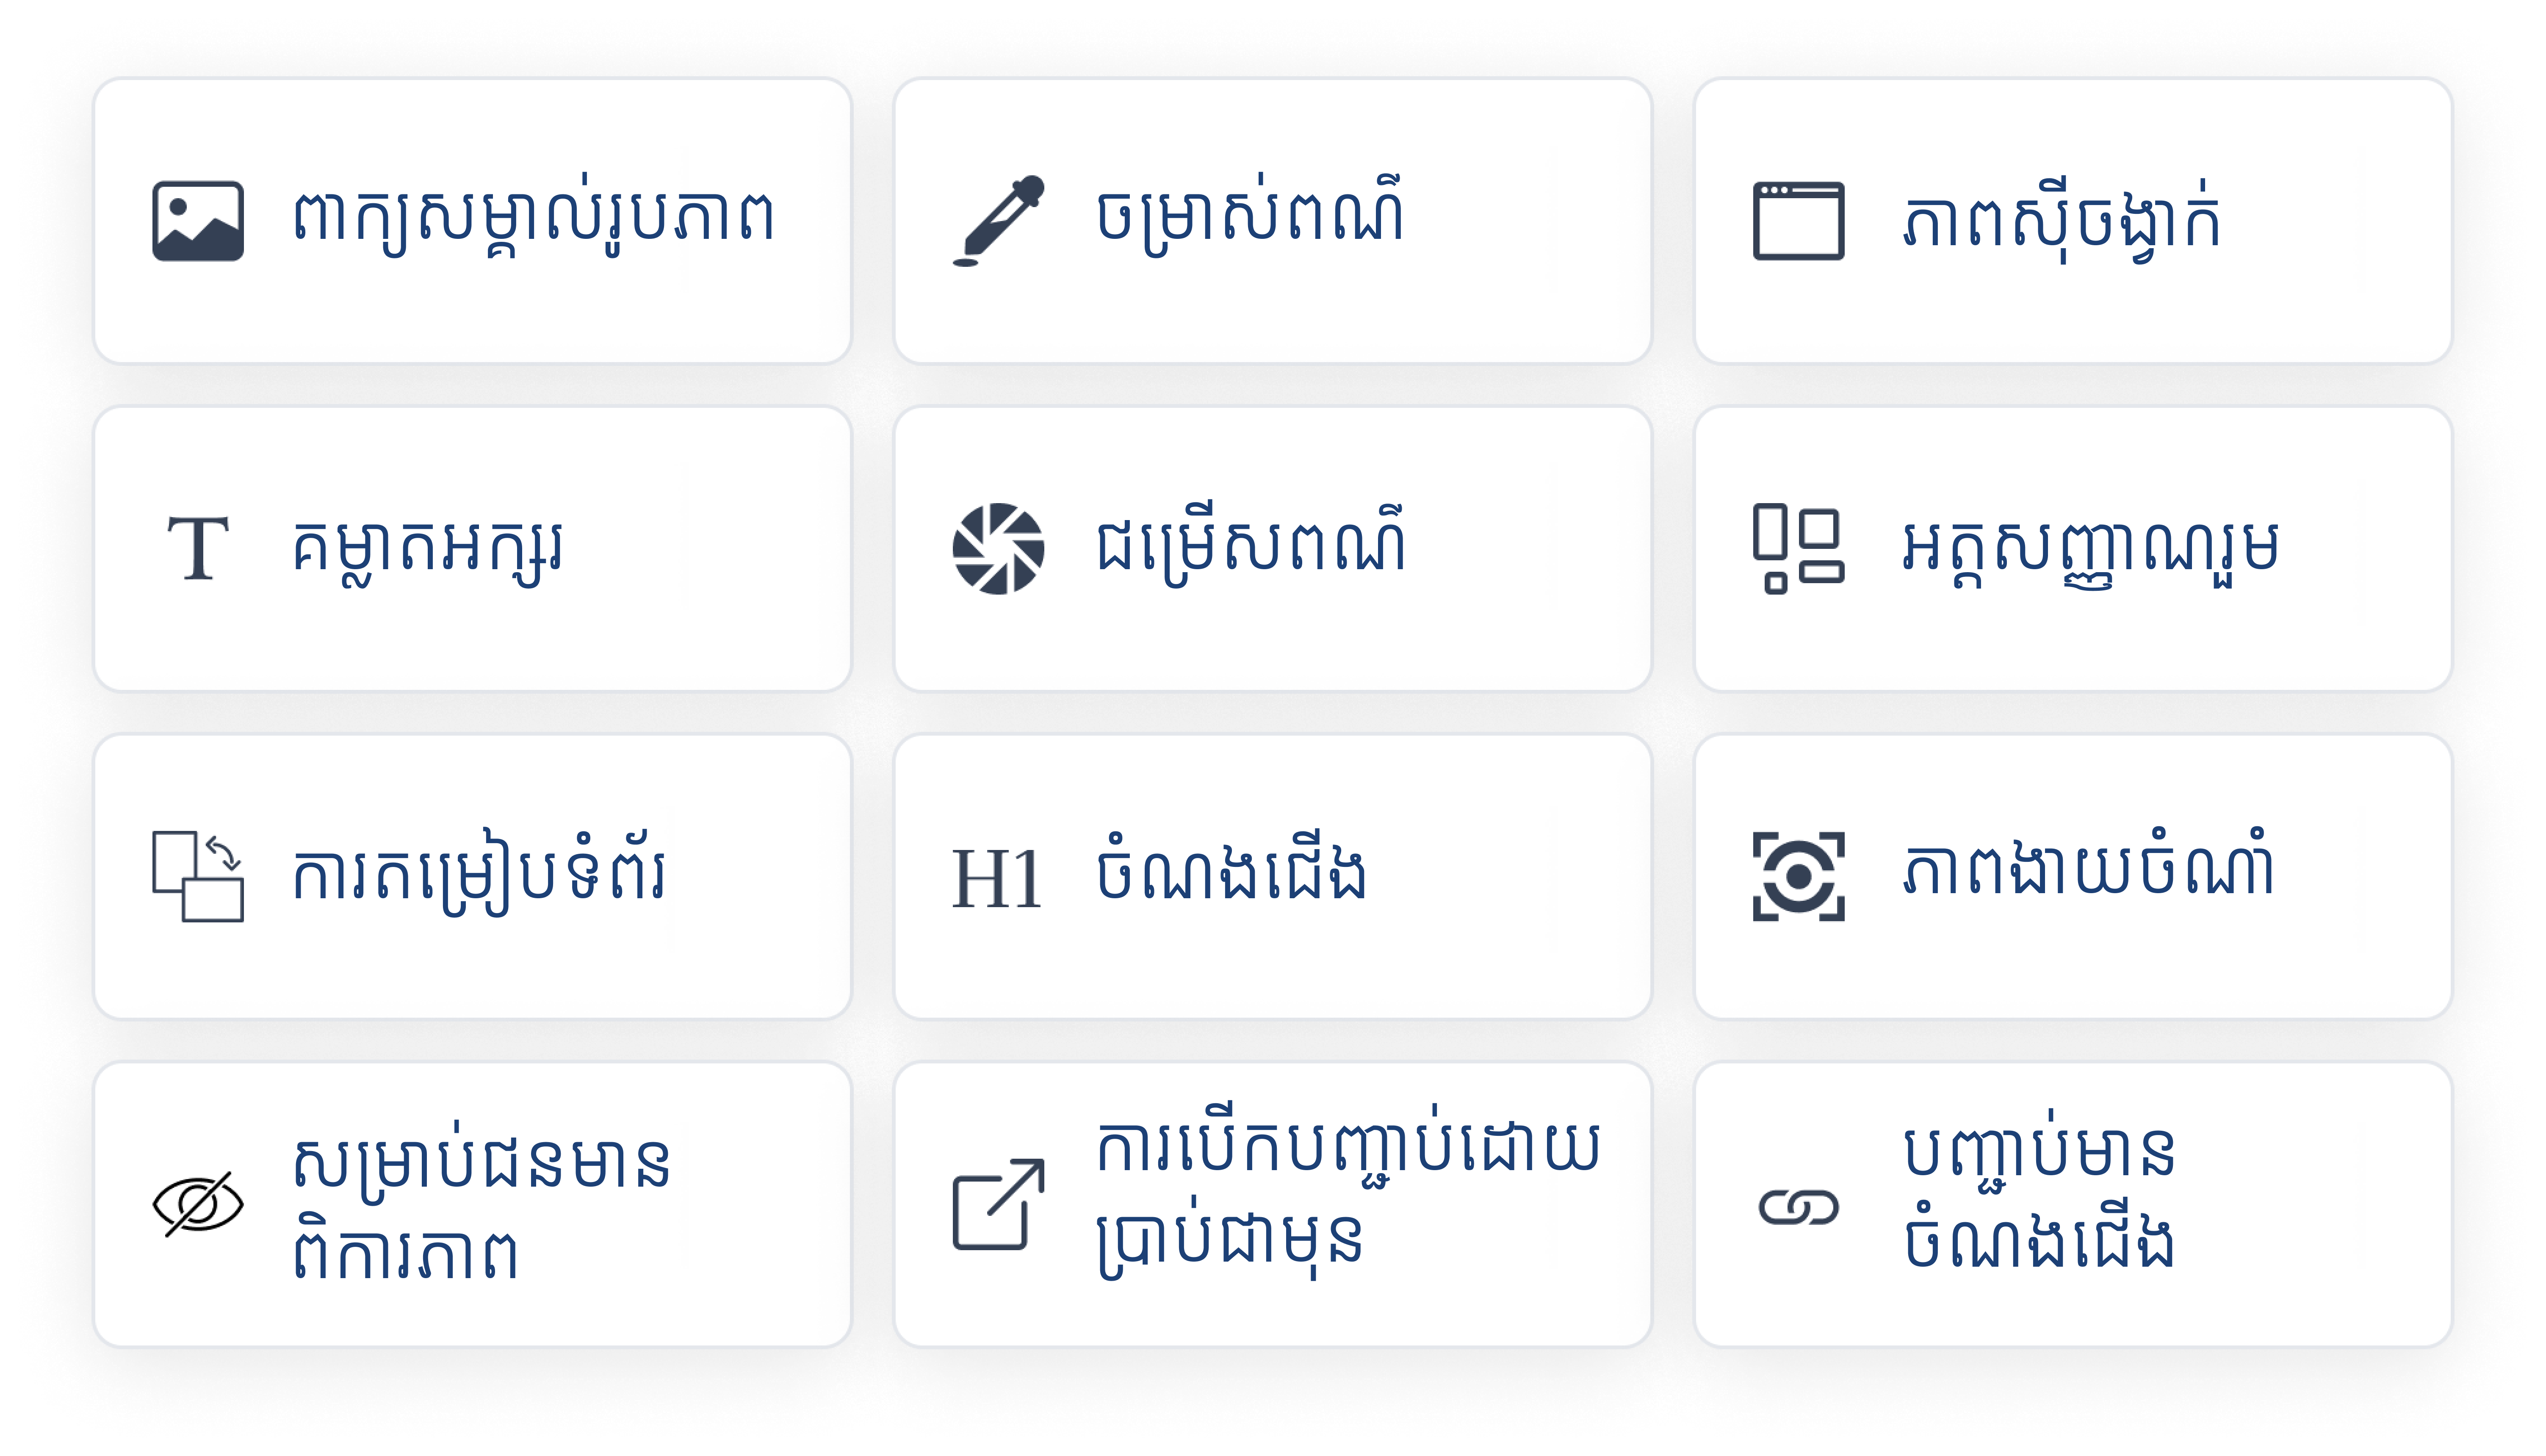 ពាក្យសម្គាល់រូបភាព
ចម្រាស់ពណ៌
ភាពស៊ីចង្វាក់
T
គម្លាតអក្សរ
ជម្រើសពណ៌
អត្តសញ្ញាណរួម
ការតម្រៀបទំព័រ
H1
ចំណងជើង
ភាពងាយចំណាំ
សម្រាប់ជនមាន
ពិការភាព
ការបើកបញ្ជាប់ដោយ
ប្រាប់ជាមុន
បញ្ជាប់មាន
ចំណងជើង